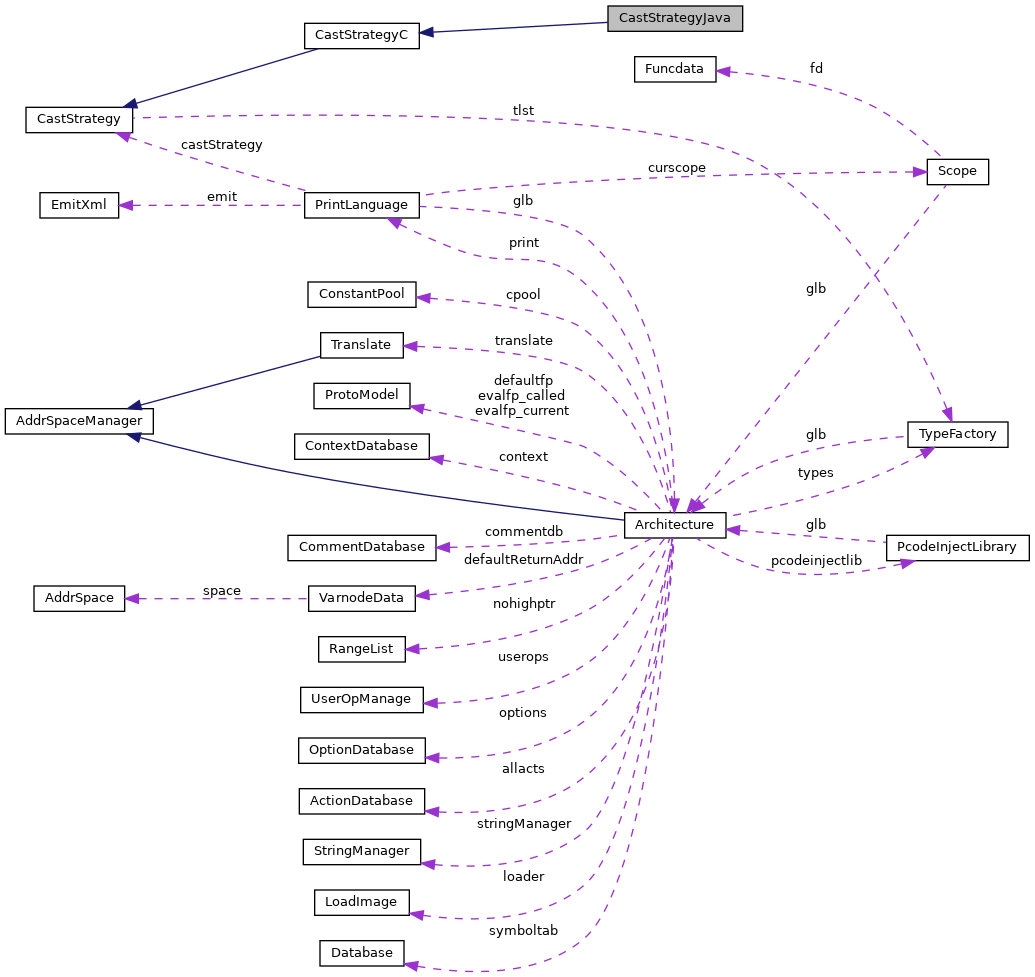 CastStrategyJava
CastStrategyC
Funcdata
fd
tlst
CastStrategy
castStrategy
curscope
Scope
emit
EmitXml
PrintLanguage
glb
print
glb
cpool
ConstantPool
translate
Translate
defaultfp
evalfp_called
evalfp_current
ProtoModel
AddrSpaceManager
glb
TypeFactory
ContextDatabase
context
types
Architecture
glb
commentdb
CommentDatabase
PcodeInjectLibrary
pcodeinjectlib
defaultReturnAddr
space
AddrSpace
VarnodeData
nohighptr
RangeList
userops
UserOpManage
options
OptionDatabase
allacts
ActionDatabase
stringManager
StringManager
loader
LoadImage
symboltab
Database